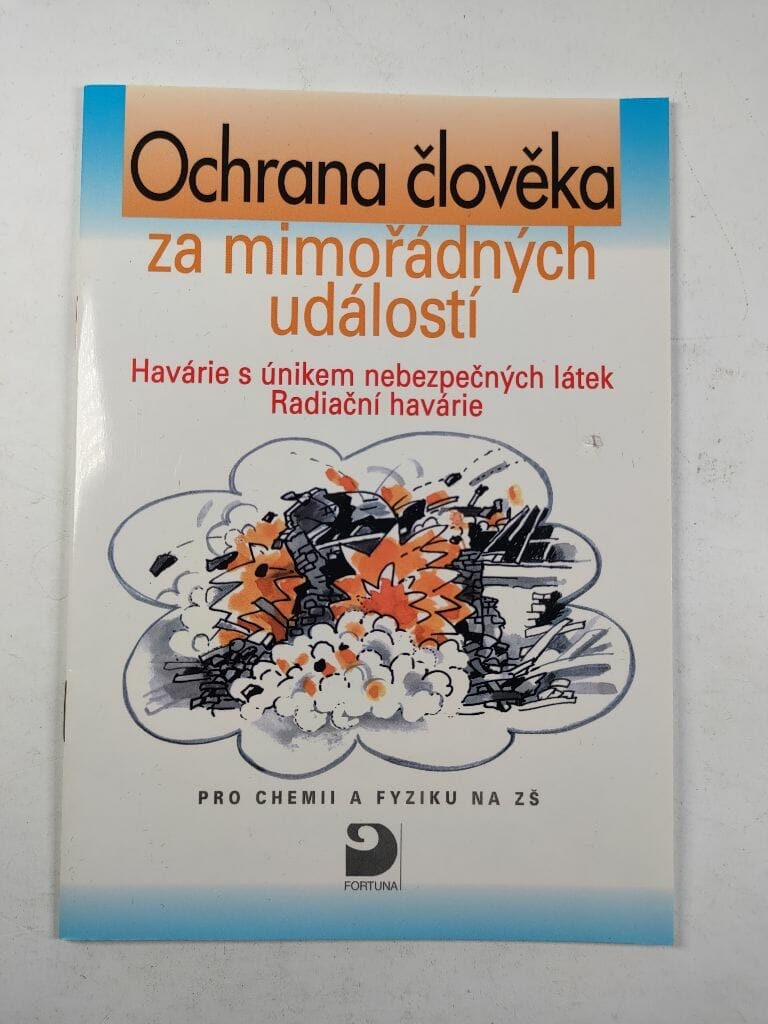 Ochrana člověka
za mimořádných
událostí
Havárie s únikem nebezpečných látek
Radiační havárie
PRO CHEMII A FYZIKU NA ZŠ
FORTUNA